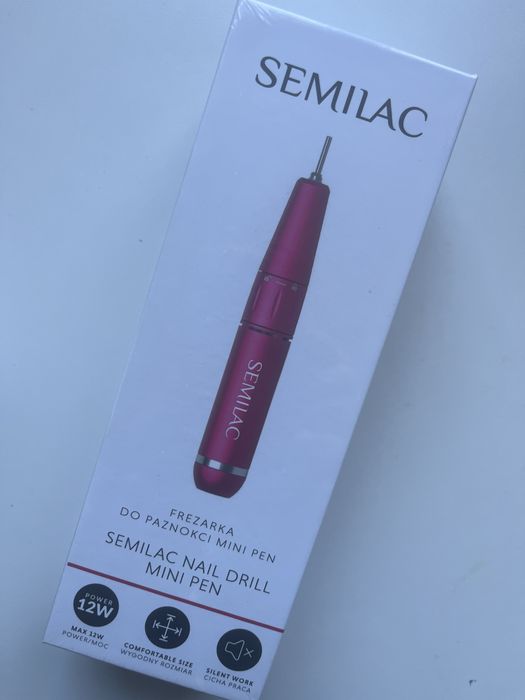 SEMILAC
SEMILAC
FREZARKA
DO PAZNOKCI MINI PEN
SEMILAC NAIL DRILL
MINI PEN
POWER
12W
MAX 12W
POWER/MOC
COMFORTABLE SIZE
WYGODNY ROZMIAR
SILENT WORK
CICHA PRACA